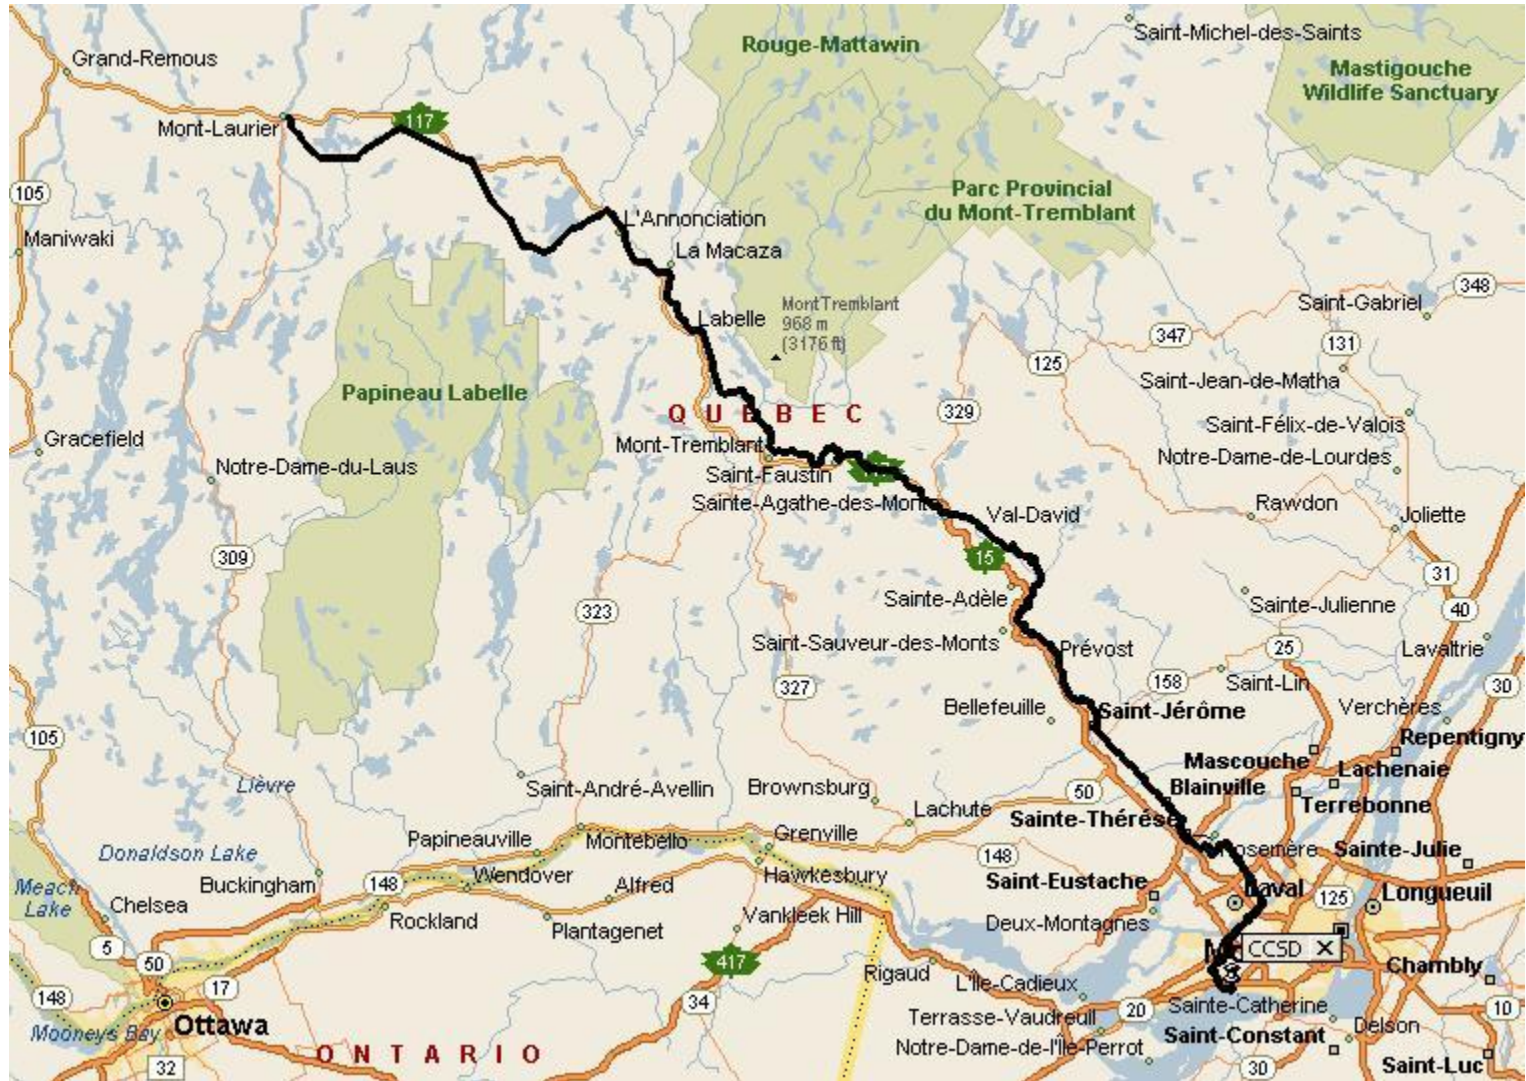 Saint-Michel-des-Saints
Rouge-Mattawin
Grand-Remous
Mastigouche
Wildlife Sanctuary
Mont-Laurier
117
105
Parc Provincial
du Mont-Tremblant
L'Annonciation
Maniwaki
La Macaza
348
Saint-Gabriel
MontTremblant
968 m
(3176 ft)
Labelle
347
131
125
Saint-Jean-de-Matha
Papineau Labelle
QUEBEC
329
Saint-Félix-de-Valois
Gracefield
Mont-Tremblant
Notre-Dame-de-Lourdes
Notre-Dame-du-Laus
Saint-Faustin
Sainte-Agathe-des-Mont
Rawdon
Val-David
Joliette
309
15
31
Sainte-Adèle
Sainte-Julienne
40
323
Saint-Sauveur-des-Monts
Prévost
25
Lavaltrie
327
158
Saint-Lin
30
Bellefeuille
Saint-Jérôme
Verchères
105
Repentigny
Mascouche
Lachenaie
Lièvre
Saint-André-Avellin
Brownsburg
50
Blainville
Terrebonne
Lachute
Sainte-Thérése
Papineauville
Montebello
Grenville
Donaldson Lake
148
Rosemère
Sainte-Julie
Meach
Lake
Buckingham
148
Wendover
Alfred
Hawkesbury
Saint-Eustache
Laval
125
Longueuil
Chelsea
Rockland
Plantagenet
Vankleek Hill
Deux-Montagnes
5
50
417
M
CCSD
Rigaud
Chambly
148
17
34
L'Île-Cadieux
Mooneys Bay
Ottawa
Terrasse-Vaudreuil
20
Sainte-Catherine
10
Saint-Constant
Delson
ONTARIO
Notre-Dame-de-l'Île-Perrot
32
30
Saint-Luc